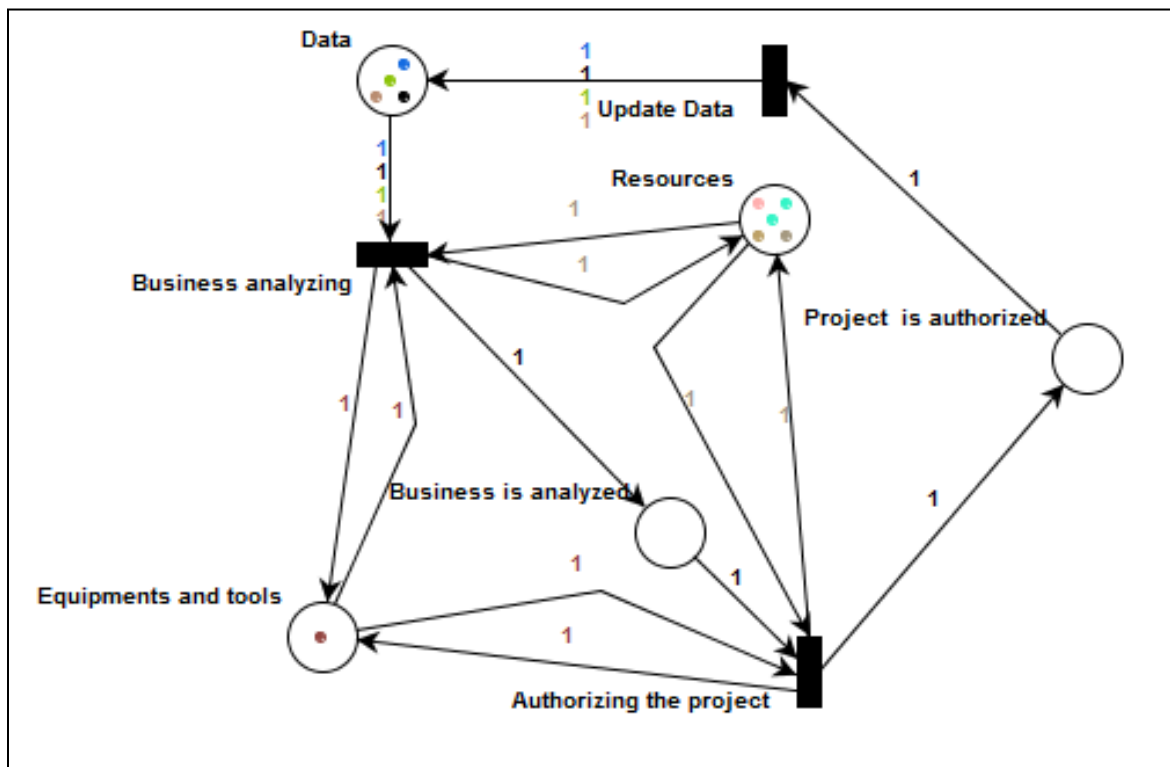 Data
1
1
1
1
Update Data
1
1
1
1
Resources
1
1
1
Business analyzing
Project  is authorized
1
1
1
1
1
Business is analyzed
1
1
1
Equipments and tools
1
Authorizing the project